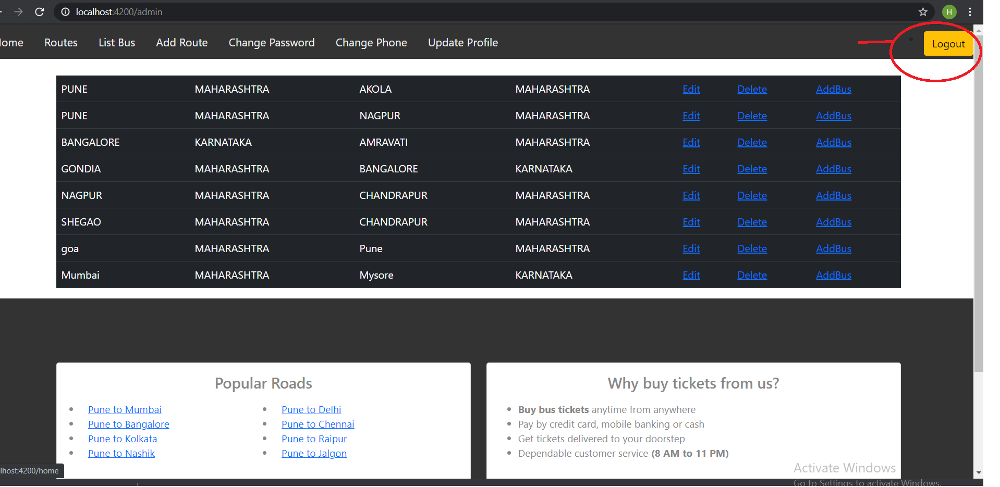 localhost:4200/admin
H
ome Routes List Bus Add Route Change Password Change Phone Update Profile Logout
PUNE MAHARASHTRA AKOLA MAHARASHTRA Edit Delete AddBus
PUNE MAHARASHTRA NAGPUR MAHARASHTRA Edit Delete AddBus
BANGALORE KARNATAKA AMRAVATI MAHARASHTRA Edit Delete AddBus
GONDIA MAHARASHTRA BANGALORE KARNATAKA Edit Delete AddBus
NAGPUR MAHARASHTRA CHANDRAPUR MAHARASHTRA Edit Delete AddBus
SHEGAO MAHARASHTRA CHANDRAPUR MAHARASHTRA Edit Delete AddBus
goa MAHARASHTRA Pune MAHARASHTRA Edit Delete AddBus
Mumbai MAHARASHTRA Mysore KARNATAKA Edit Delete AddBus
Popular Roads
Pune to Mumbai
Pune to Bangalore
Pune to Kolkata
Pune to Nashik
Pune to Delhi
Pune to Chennai
Pune to Raipur
Pune to Jalgon
Why buy tickets from us?
Buy bus tickets anytime from anywhere
Pay by credit card, mobile banking or cash
Get tickets delivered to your doorstep
Dependable customer service (8 AM to 11 PM)
lhost:4200/home
Activate Windows
Go to Settings to activate Windows.